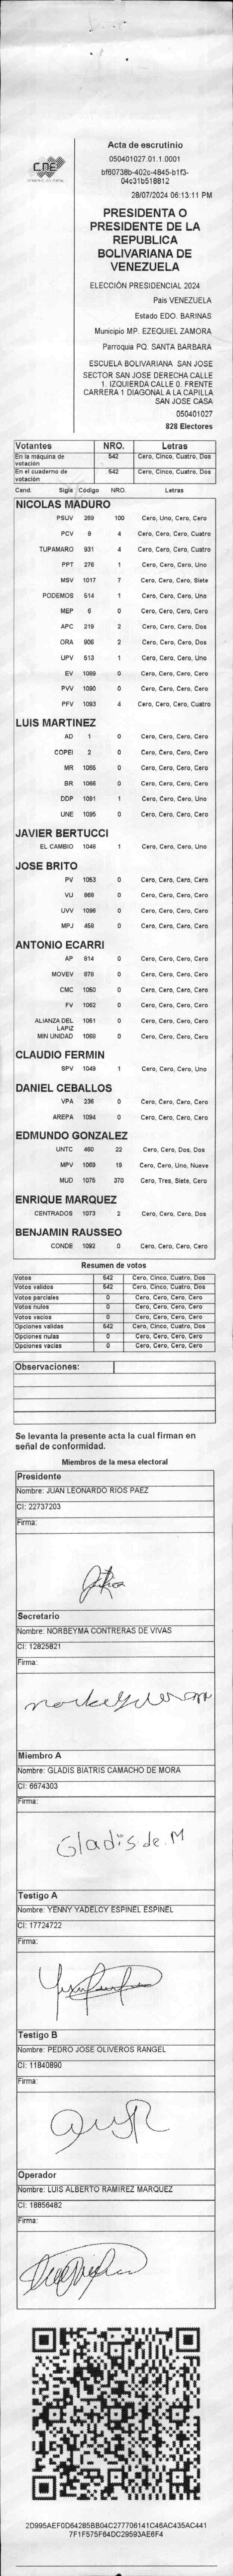 CNE
Acta de escrutinio
050401027.01.1.0001
bf60738b-402c-4845-b1f3-
04c31b518812
28/07/2024 06:13:11 PM
PRESIDENTA O
PRESIDENTE DE LA
REPUBLICA
BOLIVARIANA DE
VENEZUELA
ELECCIÓN PRESIDENCIAL 2024
Pais VENEZUELA
Estado EDO. BARINAS
Municipio MP. EZEQUIEL ZAMORA
Parroquia PQ. SANTA BARBARA
ESCUELA BOLIVARIANA SAN JOSE
SECTOR SAN JOSE DERECHA CALLE
1. IZQUIERDA CALLE 0. FRENTE
CARRERA 1 DIAGONAL A LA CAPILLA
SAN JOSE CASA
050401027
828 Electores
Votantes NRO. Letras
En la máquina de votación 542 Cero, Cinco, Cuatro, Dos
En el cuaderno de votación 542 Cero, Cinco, Cuatro, Dos
Cand. Sigla Código NRO. Letras
NICOLAS MADURO
PSUV 269 100 Cero, Uno, Cero, Cero
PCV 9 4 Cero, Cero, Cero, Cuatro
TUPAMARO 931 4 Cero, Cero, Cero, Cuatro
PPT 276 1 Cero, Cero, Cero, Uno
MSV 1017 7 Cero, Cero, Cero, Siete
PODEMOS 514 1 Cero, Cero, Cero, Uno
MEP 6 0 Cero, Cero, Cero, Cero
APC 219 2 Cero, Cero, Cero, Dos
ORA 906 2 Cero, Cero, Cero, Dos
UPV 513 1 Cero, Cero, Cero, Uno
EV 1089 0 Cero, Cero, Cero, Cero
PVV 1090 0 Cero, Cero, Cero, Cero
PFV 1093 4 Cero, Cero, Cero, Cuatro
LUIS MARTINEZ
AD 1 0 Cero, Cero, Cero, Cero
COPEI 2 0 Cero, Cero, Cero, Cero
MR 1065 0 Cero, Cero, Cero, Cero
BR 1066 0 Cero, Cero, Cero, Cero
DDP 1091 1 Cero, Cero, Cero, Uno
UNE 1095 0 Cero, Cero, Cero, Cero
JAVIER BERTUCCI
EL CAMBIO 1048 1 Cero, Cero, Cero, Uno
JOSE BRITO
PV 1053 0 Cero, Cero, Cero, Cero
VU 868 0 Cero, Cero, Cero, Cero
UVV 1096 0 Cero, Cero, Cero, Cero
MPJ 458 0 Cero, Cero, Cero, Cero
ANTONIO ECARRI
AP 814 0 Cero, Cero, Cero, Cero
MOVEV 878 0 Cero, Cero, Cero, Cero
CMC 1050 0 Cero, Cero, Cero, Cero
FV 1062 0 Cero, Cero, Cero, Cero
ALIANZA DEL LAPIZ 1051 0 Cero, Cero, Cero, Cero
MIN UNIDAD 1068 0 Cero, Cero, Cero, Cero
CLAUDIO FERMIN
SPV 1049 1 Cero, Cero, Cero, Uno
DANIEL CEBALLOS
VPA 236 0 Cero, Cero, Cero, Cero
AREPA 1094 0 Cero, Cero, Cero, Cero
EDMUNDO GONZALEZ
UNTC 460 22 Cero, Cero, Dos, Dos
MPV 1069 19 Cero, Cero, Uno, Nueve
MUD 1075 370 Cero, Tres, Siete, Cero
ENRIQUE MARQUEZ
CENTRADOS 1073 2 Cero, Cero, Cero, Dos
BENJAMIN RAUSSEO
CONDE 1092 0 Cero, Cero, Cero, Cero
Resumen de votos
Votos 542 Cero, Cinco, Cuatro, Dos
Votos validos 542 Cero, Cinco, Cuatro, Dos
Votos parciales 0 Cero, Cero, Cero, Cero
Votos nulos 0 Cero, Cero, Cero, Cero
Votos vacios 0 Cero, Cero, Cero, Cero
Opciones validas 542 Cero, Cinco, Cuatro, Dos
Opciones nulas 0 Cero, Cero, Cero, Cero
Opciones vacias 0 Cero, Cero, Cero, Cero
Observaciones:
Se levanta la presente acta la cual firman en
señal de conformidad.
Miembros de la mesa electoral
Presidente
Nombre: JUAN LEONARDO RIOS PAEZ
CI: 22737203
Firma:
Secretario
Nombre: NORBEYMA CONTRERAS DE VIVAS
CI: 12825821
Firma:
Miembro A
Nombre: GLADIS BIATRIS CAMACHO DE MORA
CI: 6674303
Firma:
Gladis de. M
Testigo A
Nombre: YENNY YADELCY ESPINEL ESPINEL
CI: 17724722
Firma:
Testigo B
Nombre: PEDRO JOSE OLIVEROS RANGEL
CI: 11840890
Firma:
Operador
Nombre: LUIS ALBERTO RAMIREZ MARQUEZ
CI: 18856482
Firma:
2D995AEF0D64285BB04C277706141C46AC435AC441
7F1F575F64DC29593AE6F4